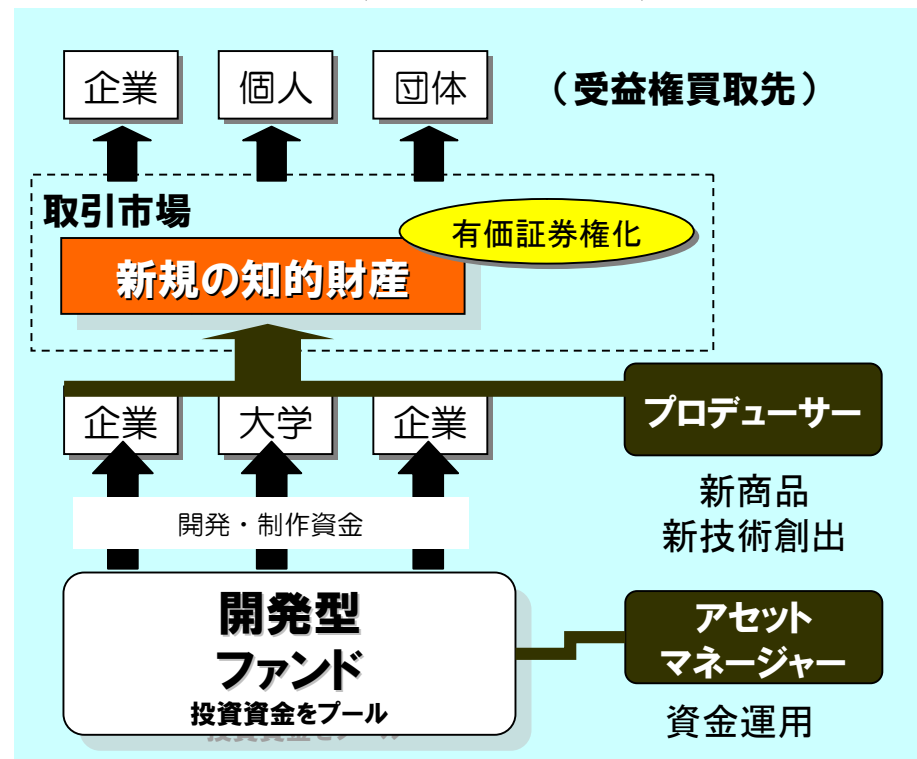 企業
個人
団体
（受益権買取先）
取引市場
有価証券権化
新規の知的財産
企業
大学
企業
プロデューサー
新商品
新技術創出
開発・制作資金
開発型
ファンド
投資資金をプール
アセット
マネージャー
資金運用